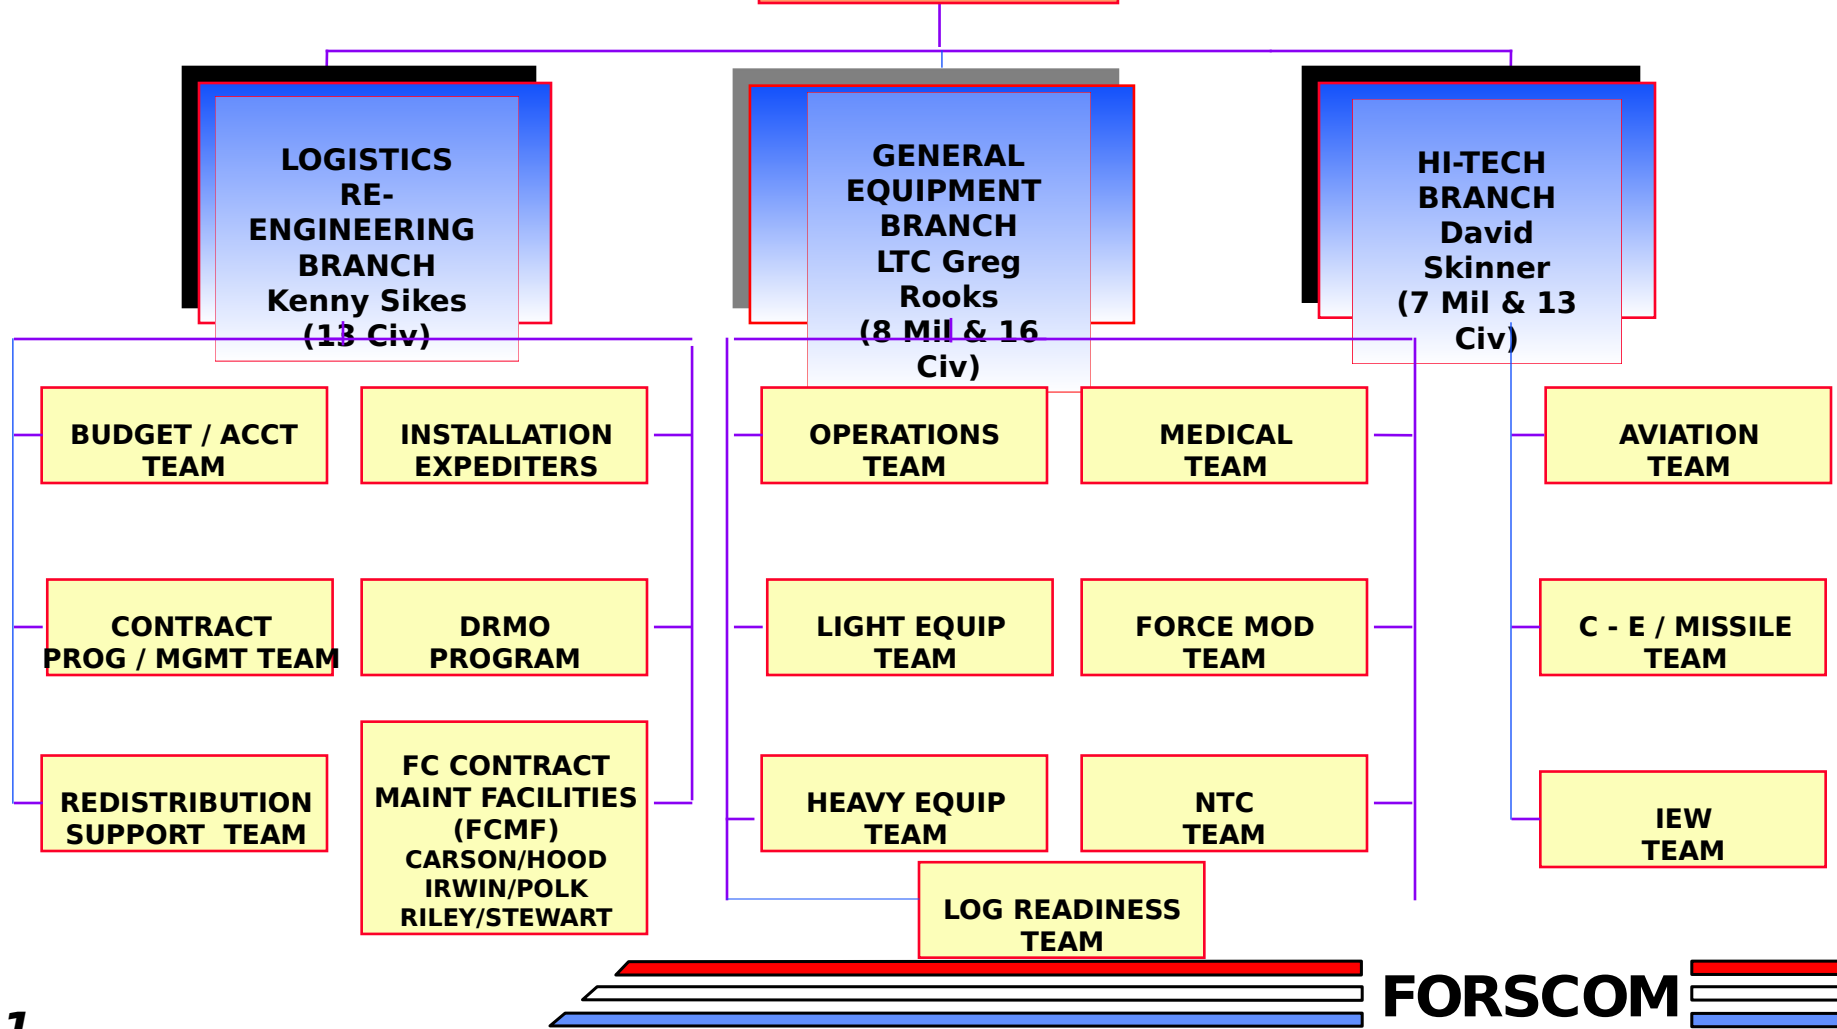 LOGISTICS
RE-
ENGINEERING
BRANCH
Kenny Sikes
(13 Civ)
GENERAL
EQUIPMENT
BRANCH
LTC Greg
Rooks
(8 Mil & 16
Civ)
HI-TECH
BRANCH
David
Skinner
(7 Mil & 13
Civ)
BUDGET / ACCT
TEAM
INSTALLATION
EXPEDITERS
OPERATIONS
TEAM
MEDICAL
TEAM
AVIATION
TEAM
CONTRACT
PROG / MGMT TEAM
DRMO
PROGRAM
LIGHT EQUIP
TEAM
FORCE MOD
TEAM
C - E / MISSILE
TEAM
REDISTRIBUTION
SUPPORT TEAM
FC CONTRACT
MAINT FACILITIES
(FCMF)
CARSON/HOOD
IRWIN/POLK
RILEY/STEWART
HEAVY EQUIP
TEAM
NTC
TEAM
IEW
TEAM
LOG READINESS
TEAM
FORSCOM
1